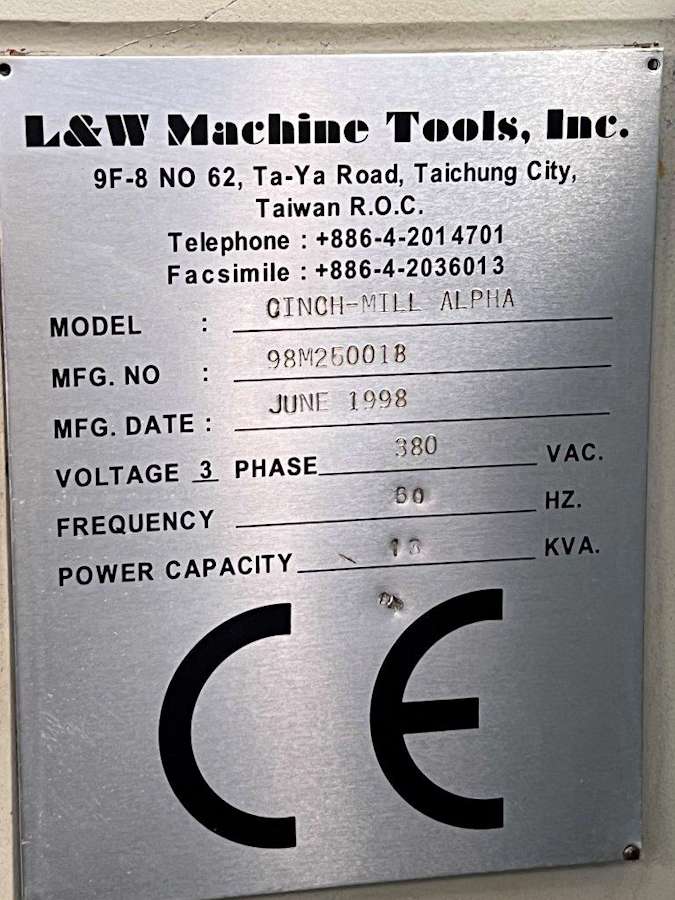 L&W Machine Tools, Inc.
9F-8 NO 62, Ta-Ya Road, Taichung City,
Taiwan R.O.C.
Telephone : +886-4-2014701
Facsimile : +886-4-2036013
MODEL : CINCH-MILL ALPHA
MFG. NO : 98M250018
MFG. DATE : JUNE 1998
VOLTAGE 3 PHASE 380 VAC.
FREQUENCY HZ.
POWER CAPACITY KVA.
CE